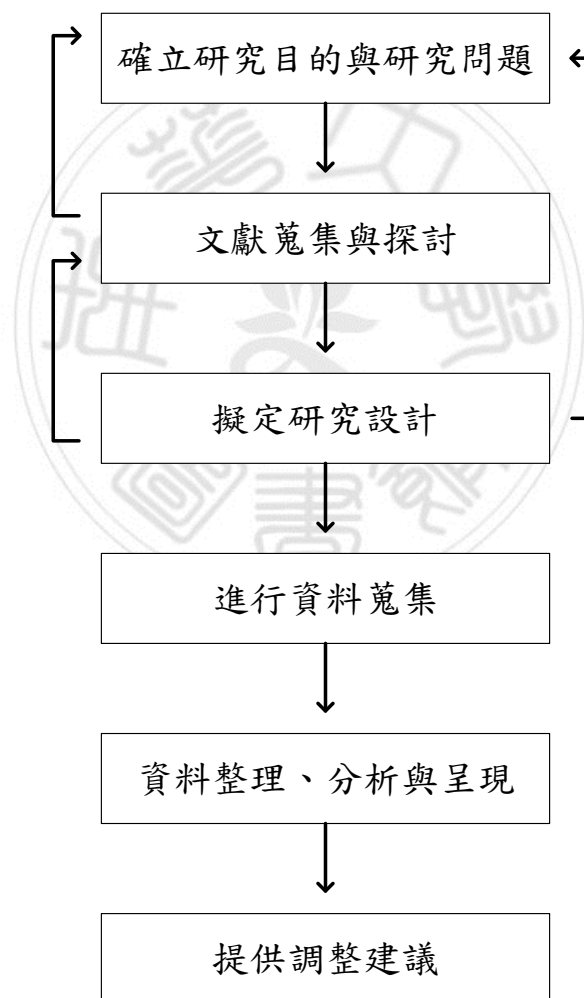 確立研究目的與研究問題
文獻蒐集與探討
擬定研究設計
進行資料蒐集
資料整理、分析與呈現
提供調整建議